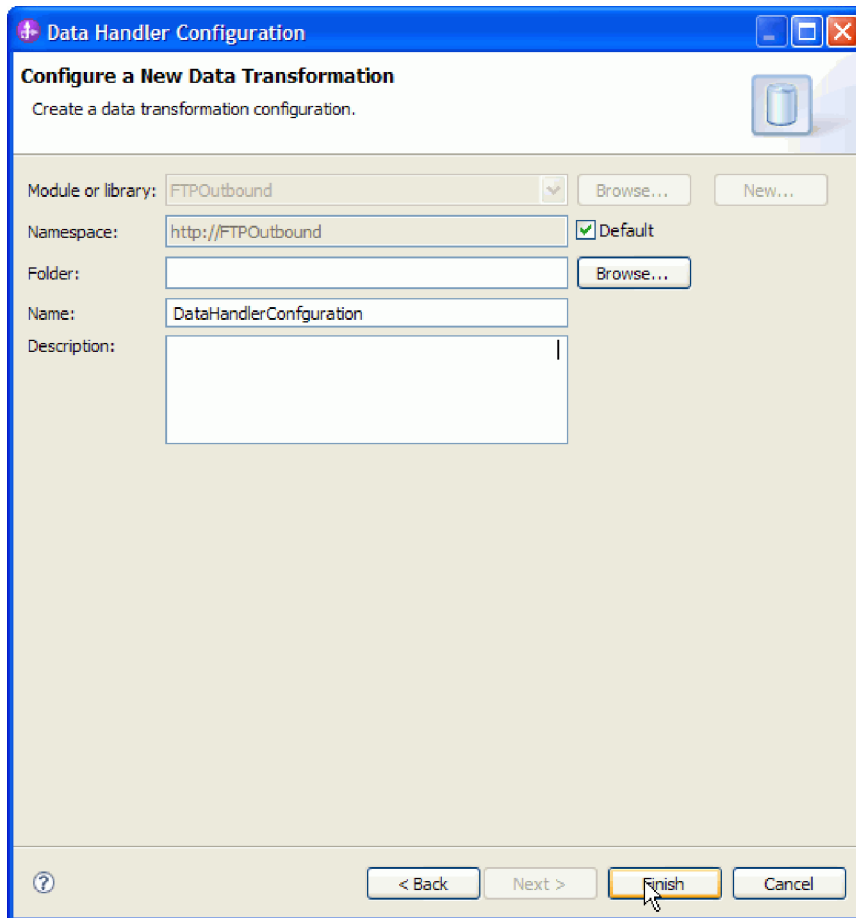 Data Handler Configuration
Configure a New Data Transformation
Create a data transformation configuration.
Module or library: FTPOutbound Browse... New...
Namespace: http://FTPOutbound Default
Folder: Browse...
Name: DataHandlerConfguration
Description:
? < Back Next > Finish Cancel